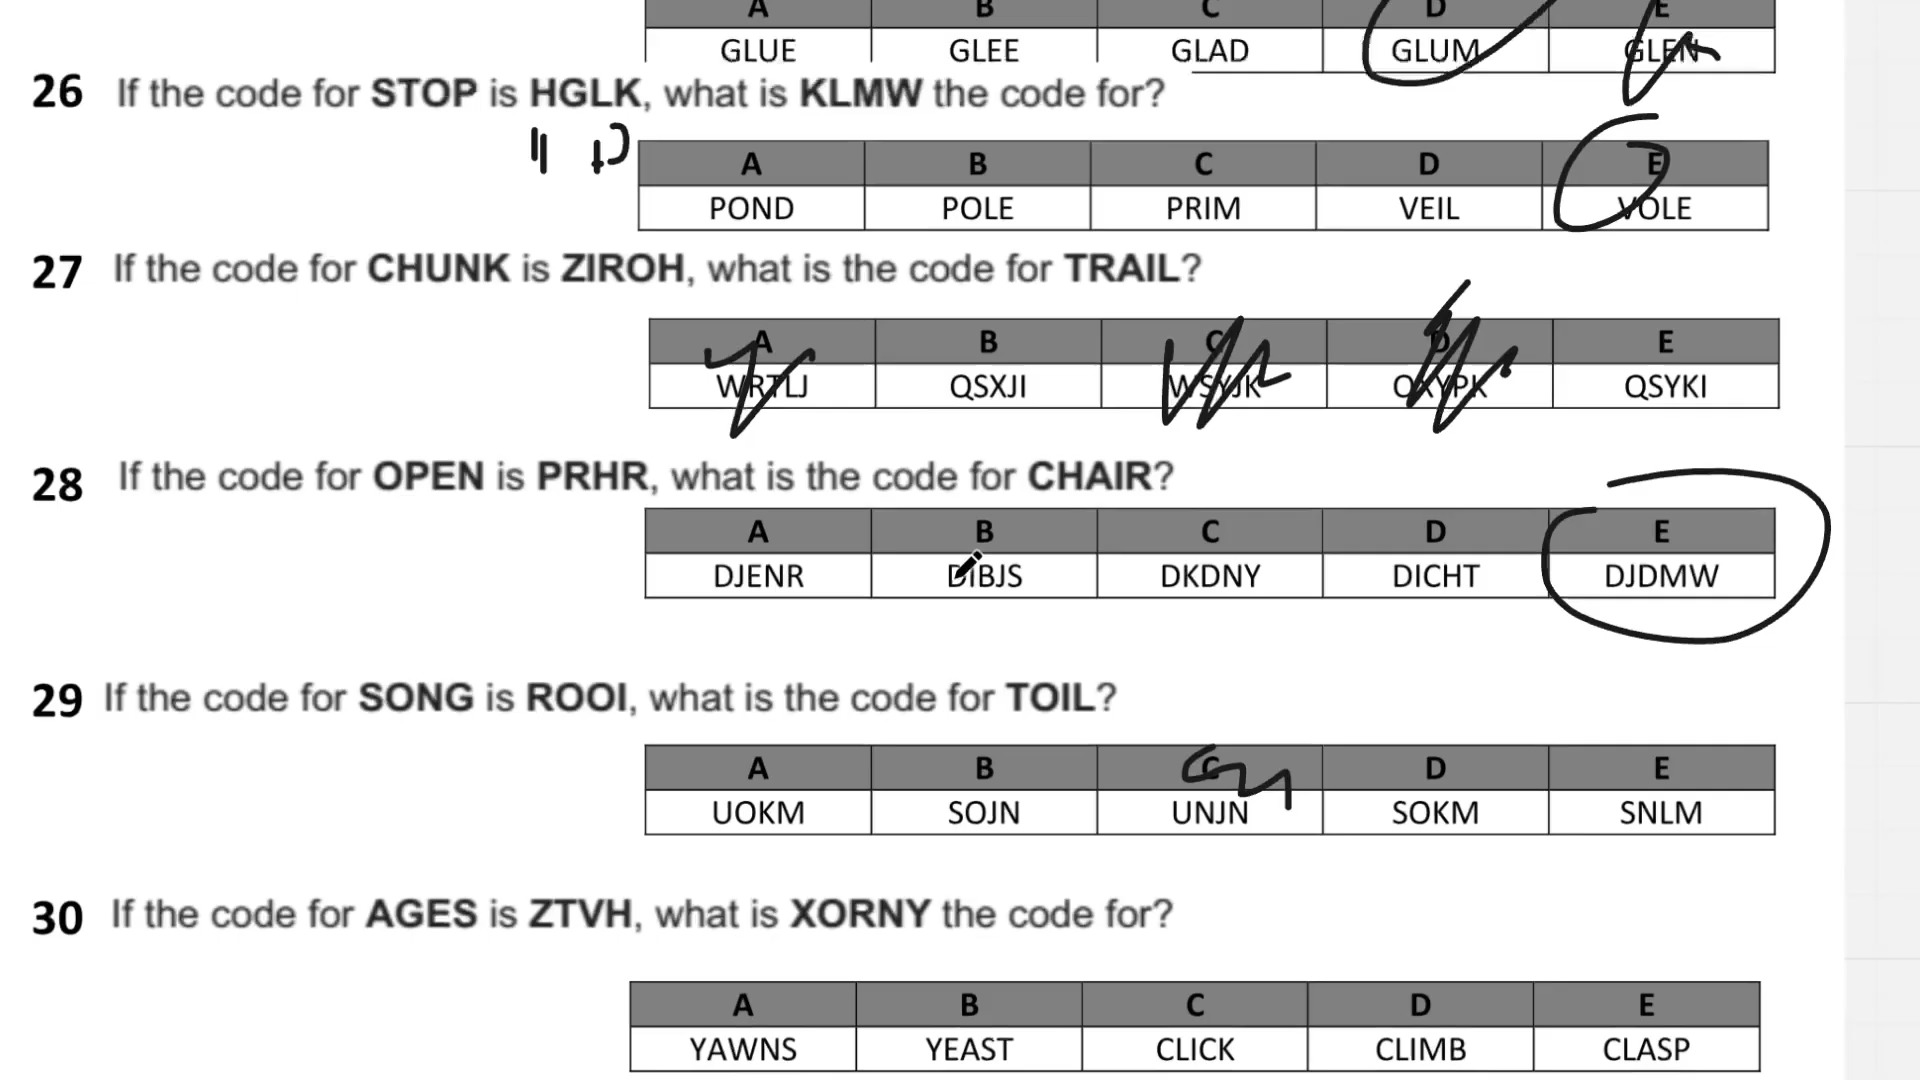 A B C D E
GLUE GLEE GLAD GLUM GLEN
26 If the code for STOP is HGLK, what is KLMW the code for?
A B C D E
POND POLE PRIM VEIL VOLE
27 If the code for CHUNK is ZIROH, what is the code for TRAIL?
A B C D E
WRTLJ QSXJI WSYJK QXYPK QSYKI
28 If the code for OPEN is PRHR, what is the code for CHAIR?
A B C D E
DJENR DIBJS DKDNY DICHT DJDMW
29 If the code for SONG is ROOI, what is the code for TOIL?
A B C D E
UOKM SOJN UNJN SOKM SNLM
30 If the code for AGES is ZTVH, what is XORNY the code for?
A B C D E
YAWNS YEAST CLICK CLIMB CLASP